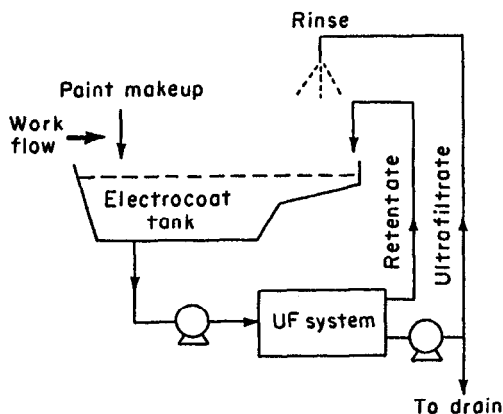 Rinse
Paint makeup
Work
flow
Electrocoat
tank
Retentate
Ultrafiltrate
UF system
To drain